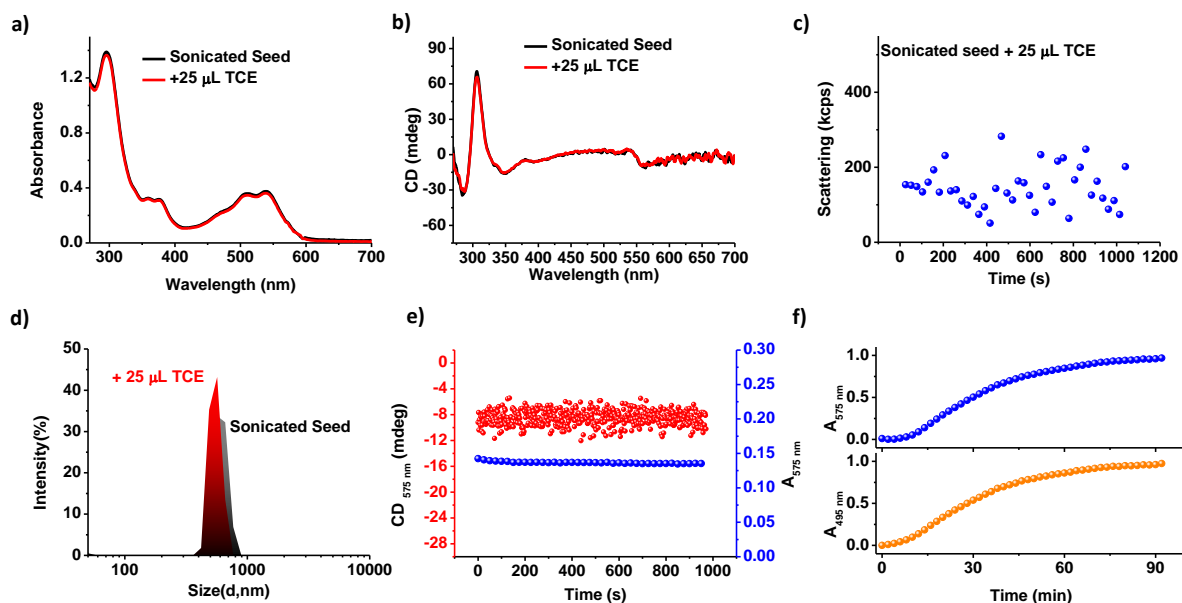 a)
Sonicated Seed
+25 μL TCE
Absorbance
1.2
0.8
0.4
0.0
300 400 500 600 700
Wavelength (nm)
b)
Sonicated Seed
+25 μL TCE
CD (mdeg)
90
60
30
0
-30
-60
300 350 400 450 500 550 600 650 700
Wavelength (nm)
c)
Sonicated seed + 25 μL TCE
Scattering (kcps)
400
200
0
0 200 400 600 800 1000 1200
Time (s)
d)
+ 25 μL TCE
Sonicated Seed
Intensity(%)
50
40
30
20
10
0
100 1000 10000
Size(d,nm)
e)
CD 575 nm (mdeg)
0
-4
-8
-12
-16
-20
-24
-28
0 200 400 600 800 1000
Time (s)
0.30
0.25
0.20
0.15
0.10
0.05
0.00
A575 nm
f)
A575 nm
1.0
0.5
0.0
A495 nm
1.0
0.5
0.0
0 30 60 90
Time (min)